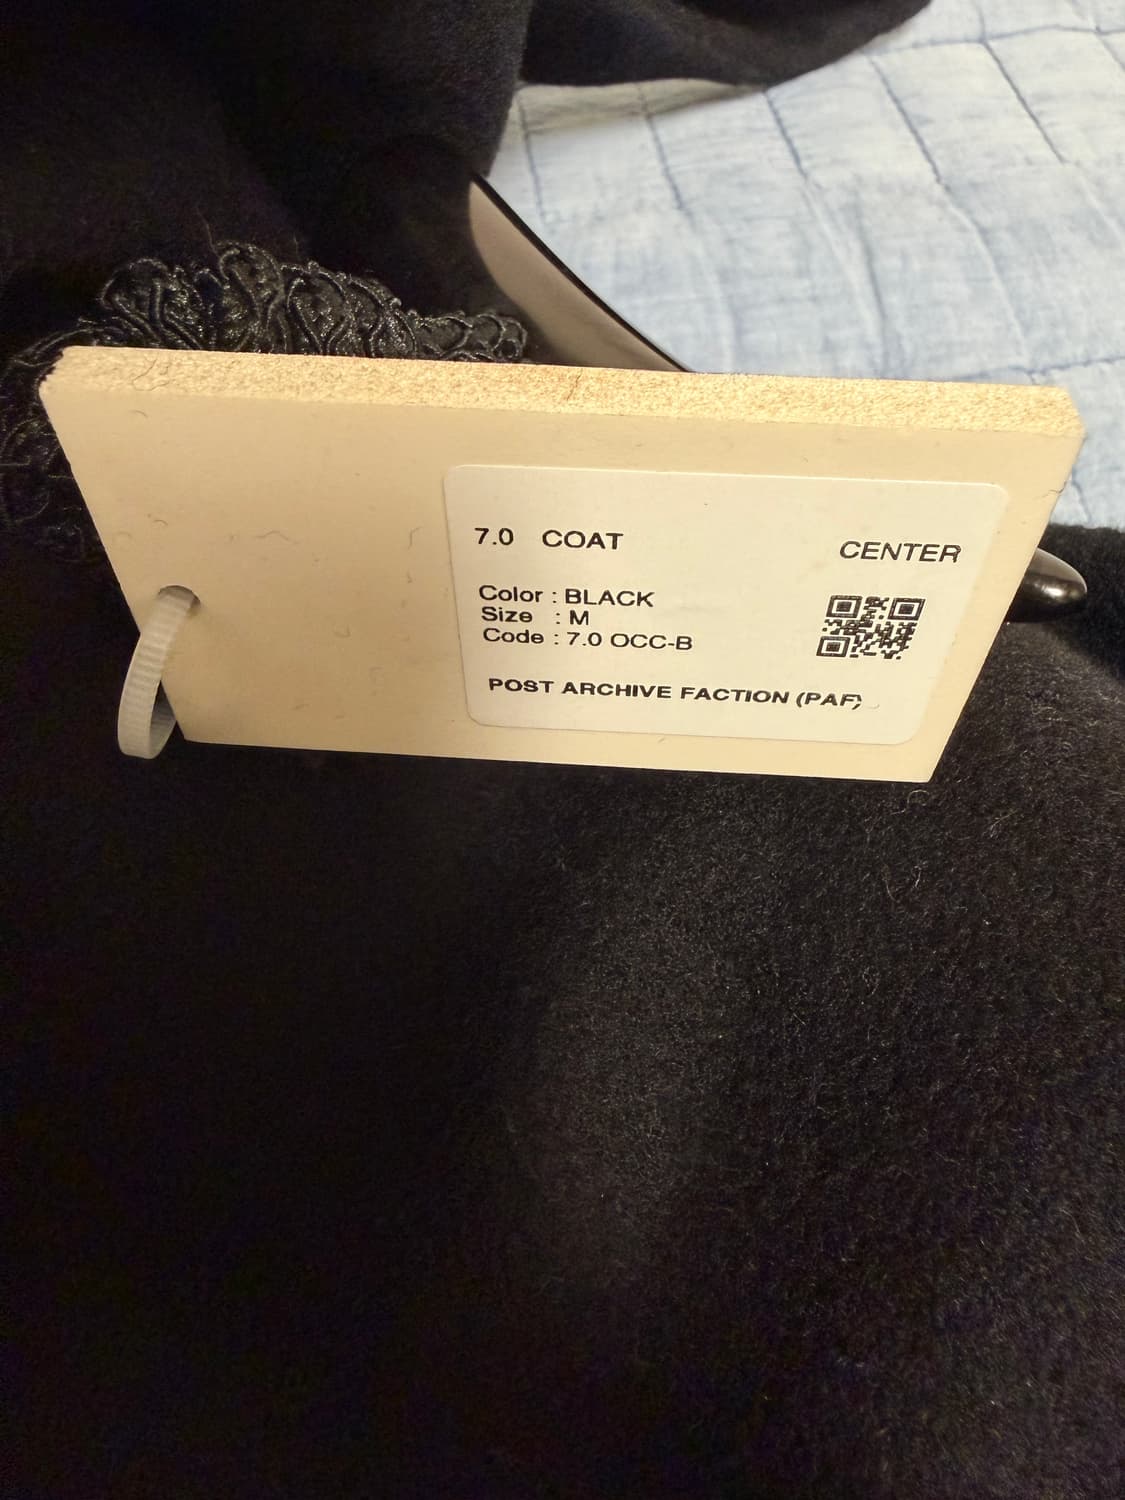 7.0 COAT CENTER
Color : BLACK
Size : M
Code : 7.0 OCC-B
POST ARCHIVE FACTION (PAF)